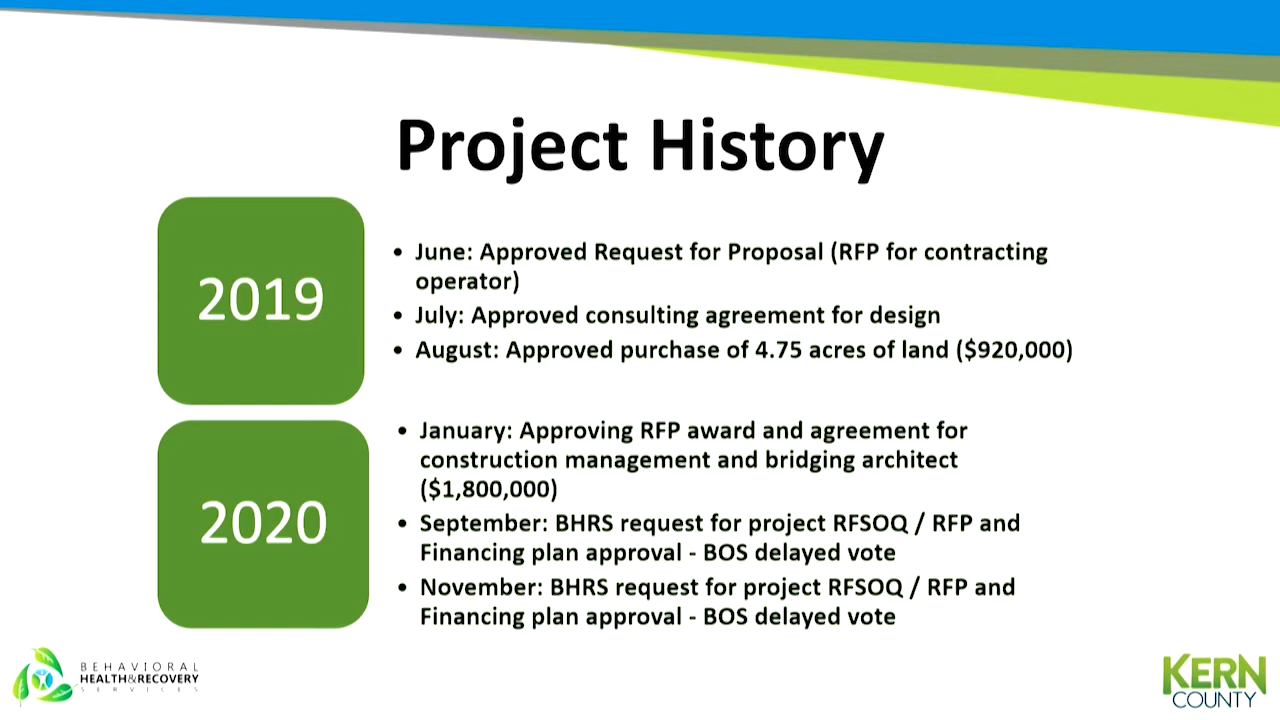 Project History
2019
• June: Approved Request for Proposal (RFP for contracting
operator)
• July: Approved consulting agreement for design
• August: Approved purchase of 4.75 acres of land ($920,000)
2020
• January: Approving RFP award and agreement for
construction management and bridging architect
($1,800,000)
• September: BHRS request for project RFSOQ / RFP and
Financing plan approval - BOS delayed vote
• November: BHRS request for project RFSOQ / RFP and
Financing plan approval - BOS delayed vote
BEHAVIORAL
HEALTH&RECOVERY
SERVICES
KERN
COUNTY